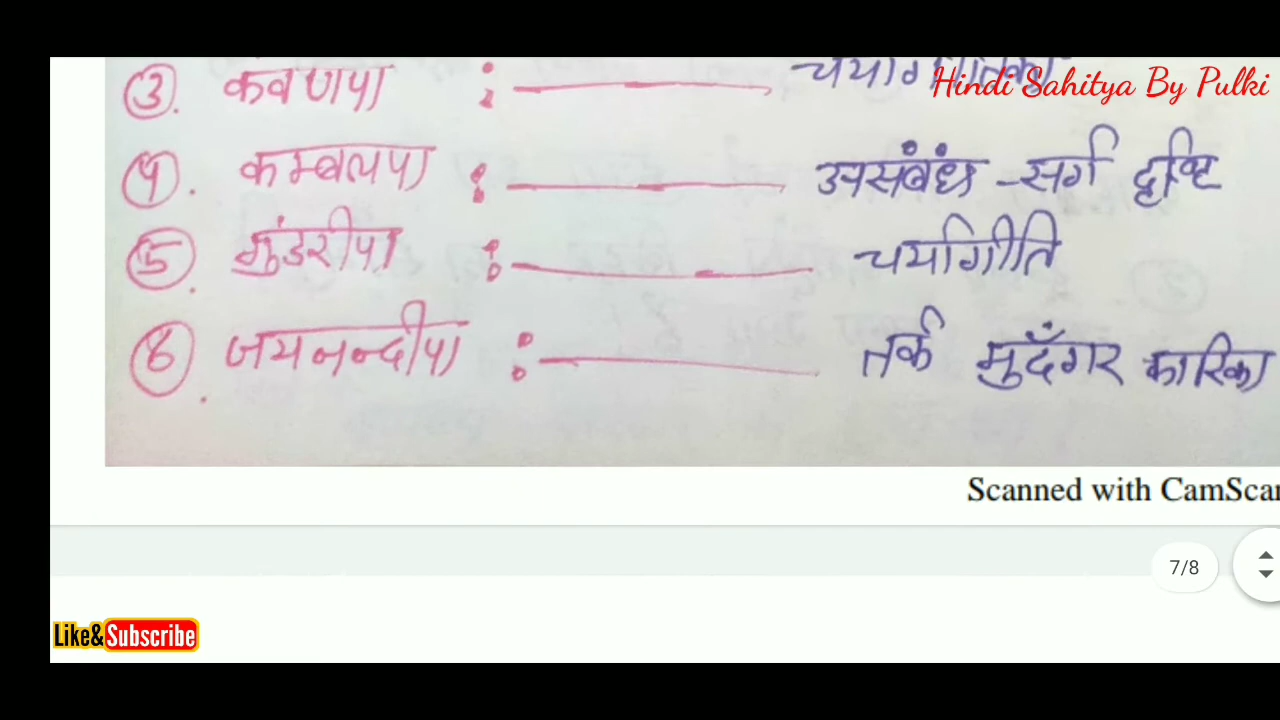 Hindi Sahitya By Pulki
③. कवणपा : ——
④. कम्बलपा : —— असंबंध - सर्ग दृष्टि
⑤. गुंडरीपा : —— चर्यागीति
⑥. जयनन्दीपा : —— तर्क मुदँगर कारिका
Scanned with CamScan
7/8
Like& Subscribe